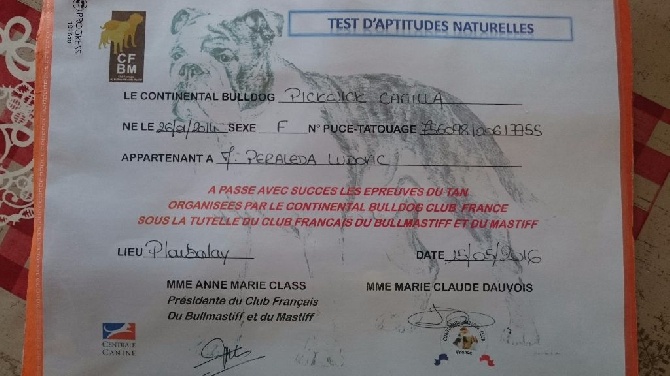 TEST D'APTITUDES NATURELLES
CF
BM
LE CONTINENTAL BULLDOG PICKCLICK CAMILLA
NE LE 26/01/2014 SEXE F N° PUCE-TATOUAGE
APPARTENANT A PERALEDA LUDOVIC
A PASSE AVEC SUCCES LES EPREUVES DU TAN
ORGANISEES PAR LE CONTINENTAL BULLDOG CLUB FRANCE
SOUS LA TUTELLE DU CLUB FRANCAIS DU BULLMASTIFF ET DU MASTIFF
LIEU Ploubalay DATE 15/05/2016
MME ANNE MARIE CLASS MME MARIE CLAUDE DAUVOIS
Présidente du Club Français
Du Bullmastiff et du Mastiff
CENTRALE
CANINE